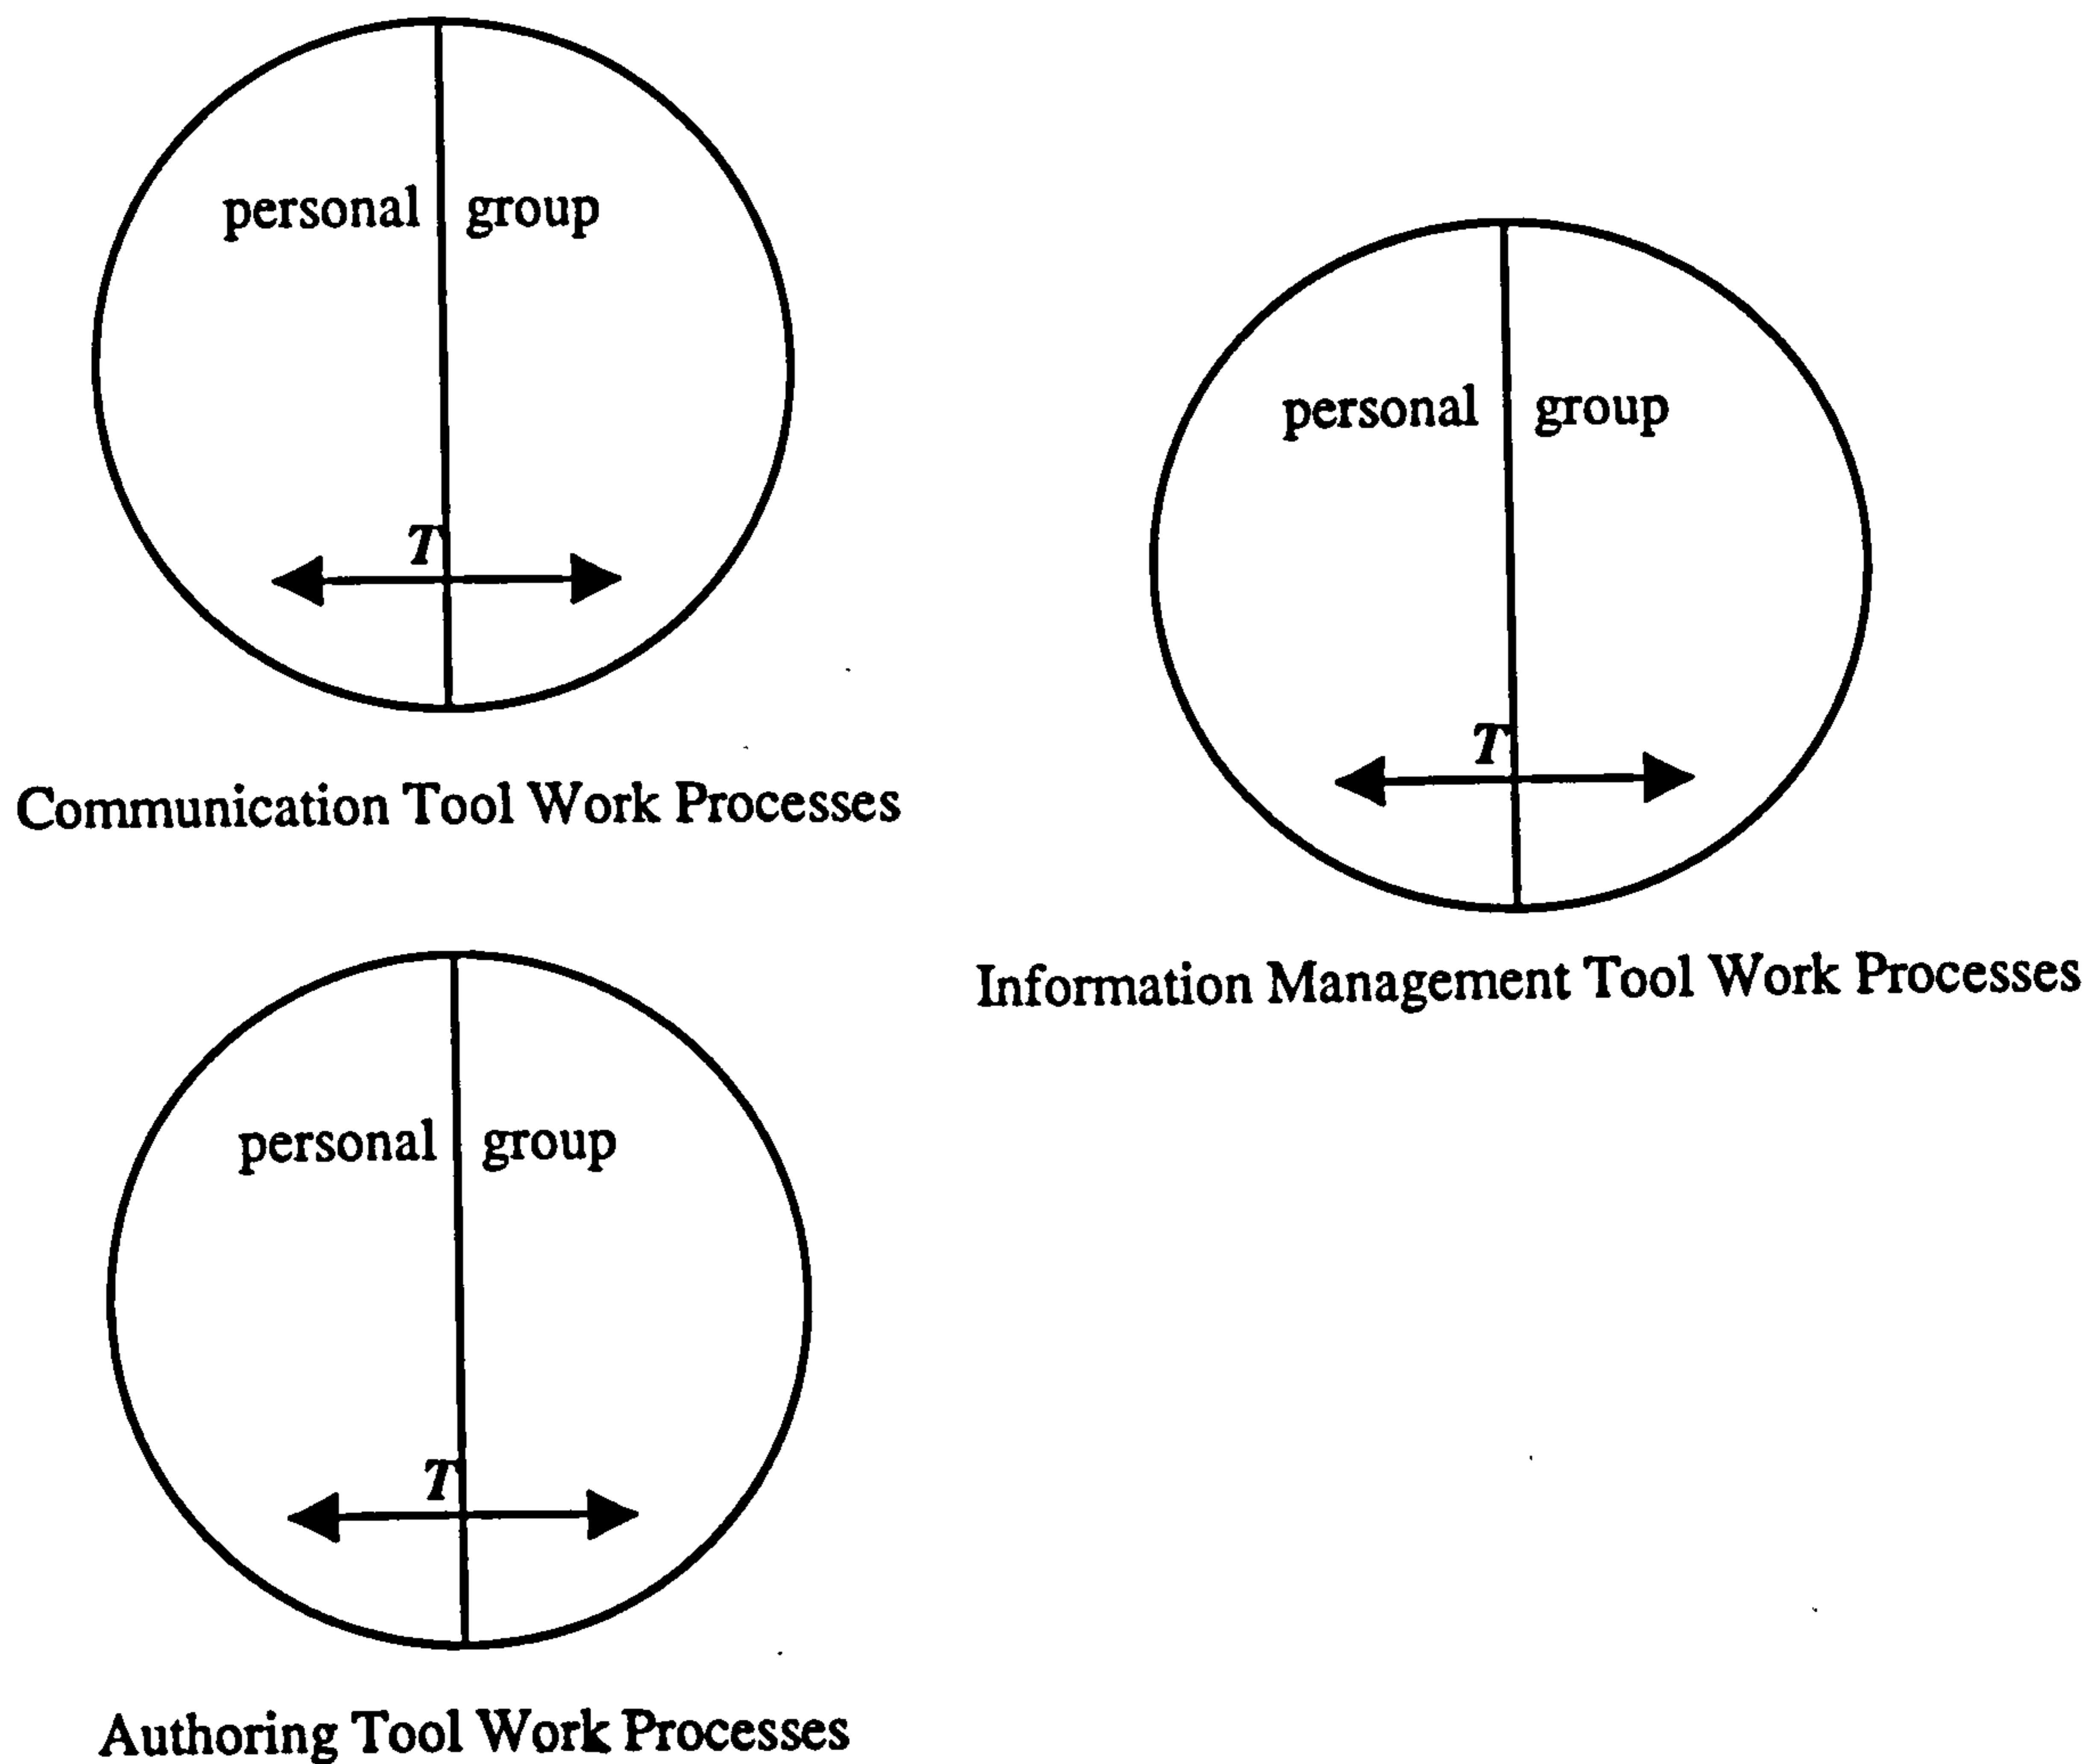 personal group
T
Communication Tool Work Processes
personal group
T
Information Management Tool Work Processes
personal group
T
Authoring Tool Work Processes